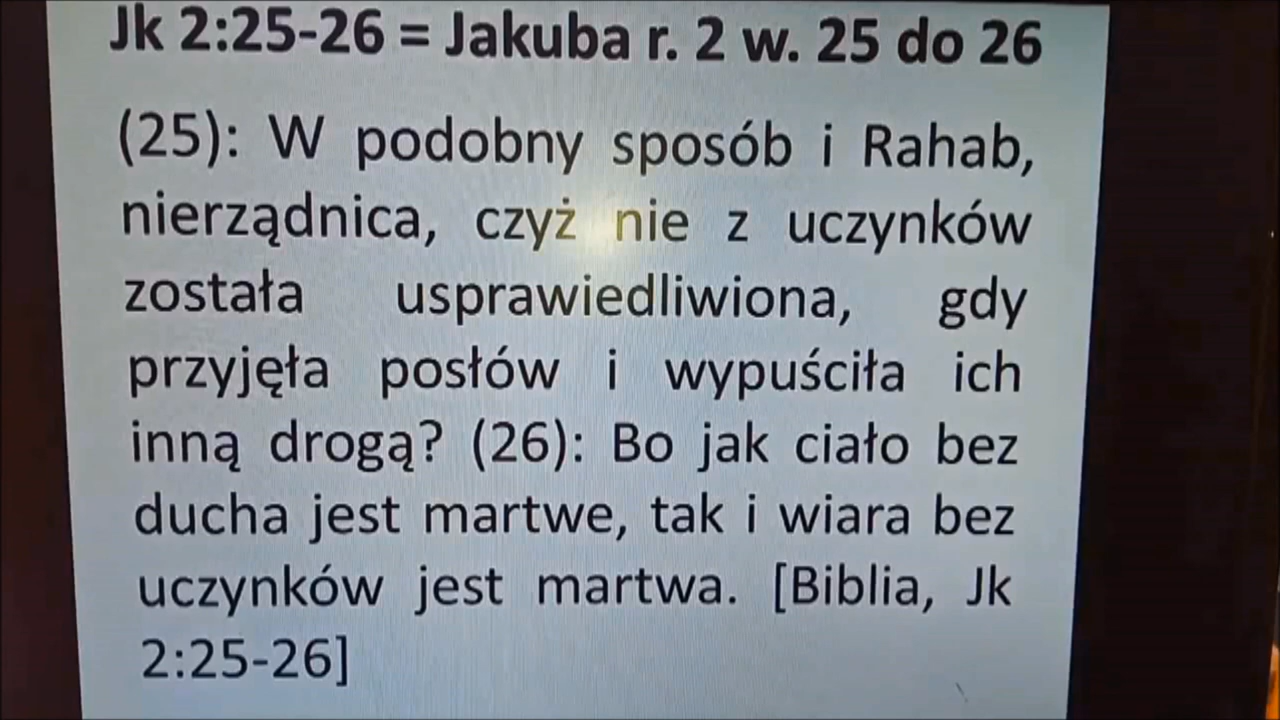 Jk 2:25-26 = Jakuba r. 2 w. 25 do 26
(25): W podobny sposób i Rahab,
nierządnica, czyż nie z uczynków
została usprawiedliwiona, gdy
przyjęła posłów i wypuściła ich
inną drogą? (26): Bo jak ciało bez
ducha jest martwe, tak i wiara bez
uczynków jest martwa. [Biblia, Jk
2:25-26]